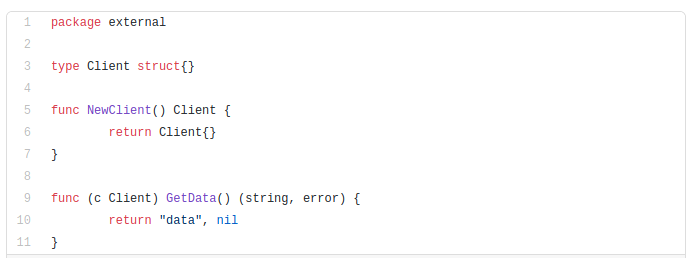 1 package external
2
3 type Client struct{}
4
5 func NewClient() Client {
6         return Client{}
7 }
8
9 func (c Client) GetData() (string, error) {
10         return "data", nil
11 }